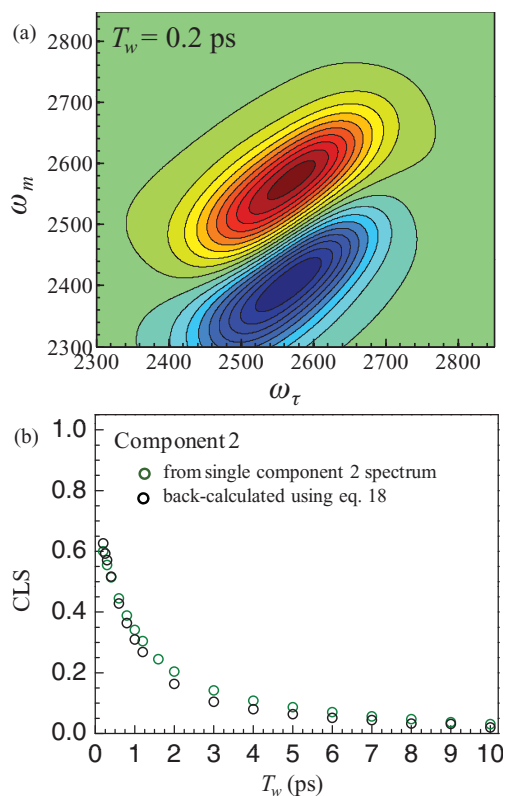 (a)
T_w = 0.2 ps
2800
2700
2600
2500
2400
2300
ω_m
2300 2400 2500 2600 2700 2800
ω_τ
(b)
Component 2
from single component 2 spectrum
back-calculated using eq. 18
1.0
0.8
0.6
0.4
0.2
0.0
CLS
0 1 2 3 4 5 6 7 8 9 10
T_w (ps)